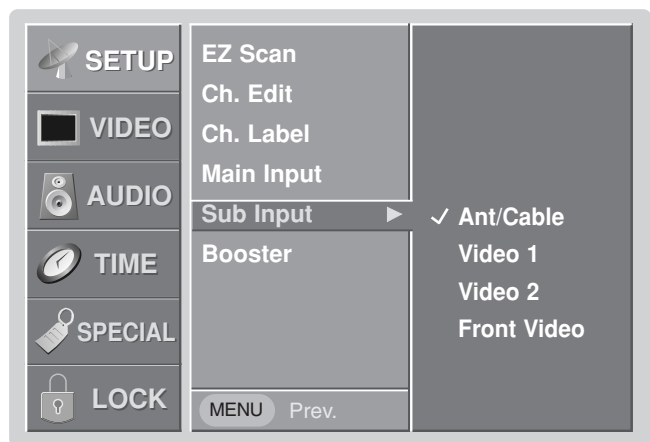 SETUP
VIDEO
AUDIO
TIME
SPECIAL
LOCK
EZ Scan
Ch. Edit
Ch. Label
Main Input
Sub Input
Booster
MENU Prev.
Ant/Cable
Video 1
Video 2
Front Video